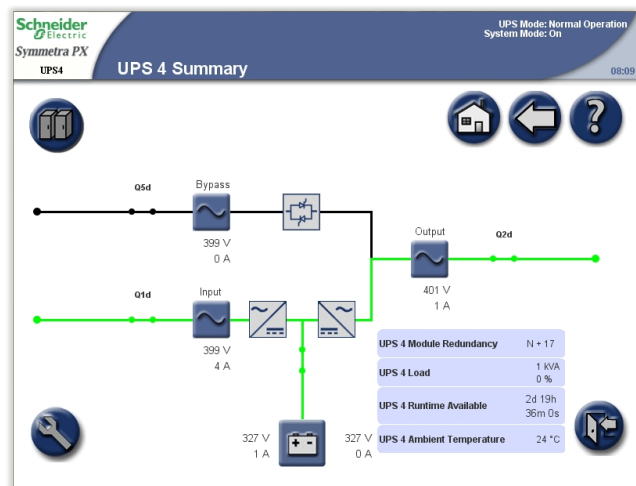 Schneider
Electric
Symmetra PX
UPS4
UPS 4 Summary
UPS Mode: Normal Operation
System Mode: On
08:09
?
Q5d
Bypass
399 V
0 A
Output
Q2d
401 V
1 A
Q1d
Input
399 V
4 A
UPS 4 Module Redundancy N + 17
UPS 4 Load 1 kVA
0 %
UPS 4 Runtime Available 2d 19h
36m 0s
UPS 4 Ambient Temperature 24 °C
327 V
1 A
327 V
0 A